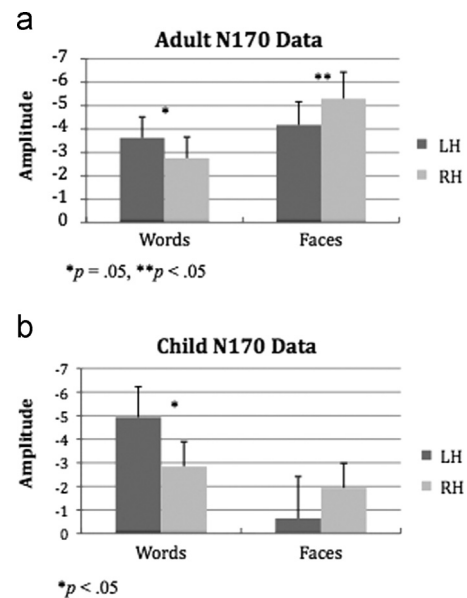 a
Adult N170 Data
-7
-6
-5
-4
-3
-2
-1
0
Amplitude
*
**
LH
RH
Words Faces
*p = .05, **p < .05
b
Child N170 Data
-7
-6
-5
-4
-3
-2
-1
0
Amplitude
*
LH
RH
Words Faces
*p < .05